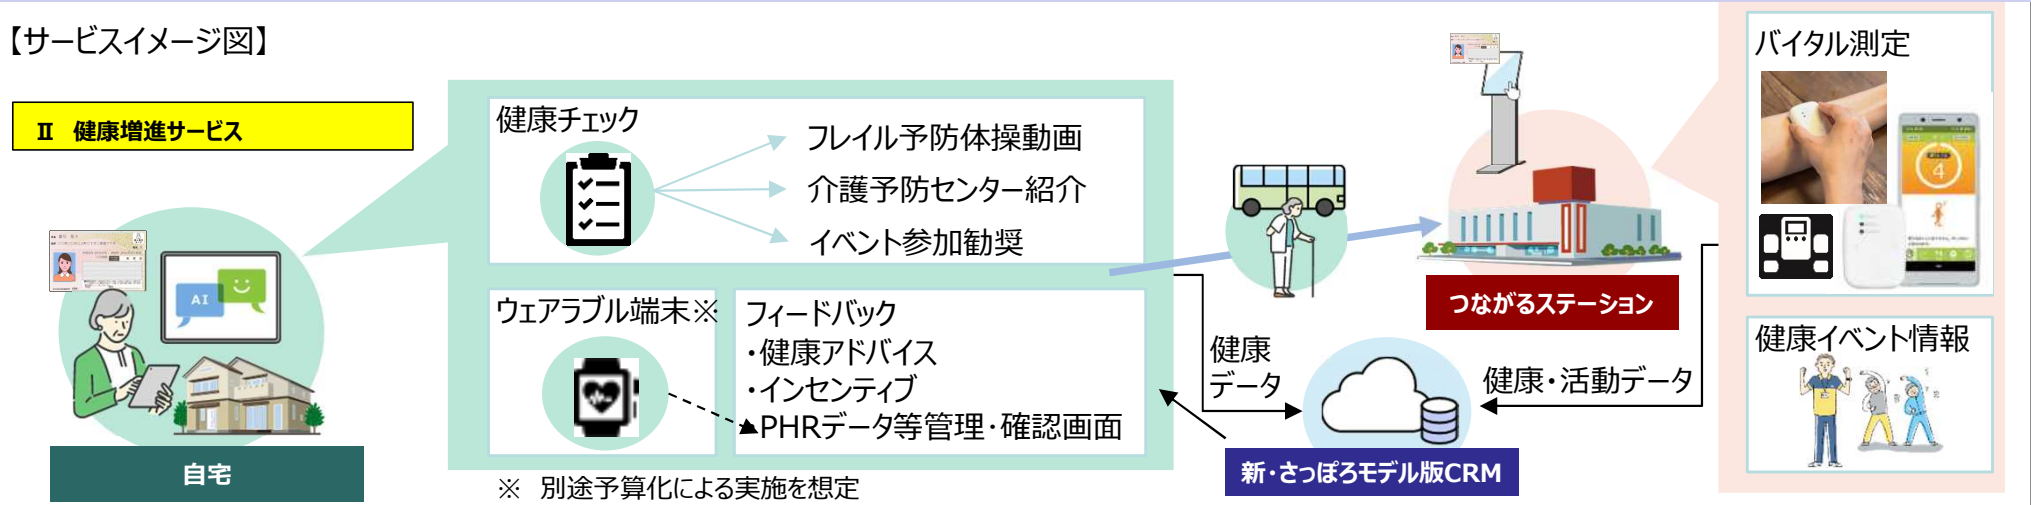 【サービスイメージ図】
Ⅱ 健康増進サービス
AI
自宅
健康チェック
フレイル予防体操動画
介護予防センター紹介
イベント参加勧奨
ウェアラブル端末※
フィードバック
・健康アドバイス
・インセンティブ
・PHRデータ等管理・確認画面
※ 別途予算化による実施を想定
つながるステーション
健康
データ
健康・活動データ
新・さっぽろモデル版CRM
バイタル測定
4
健康イベント情報